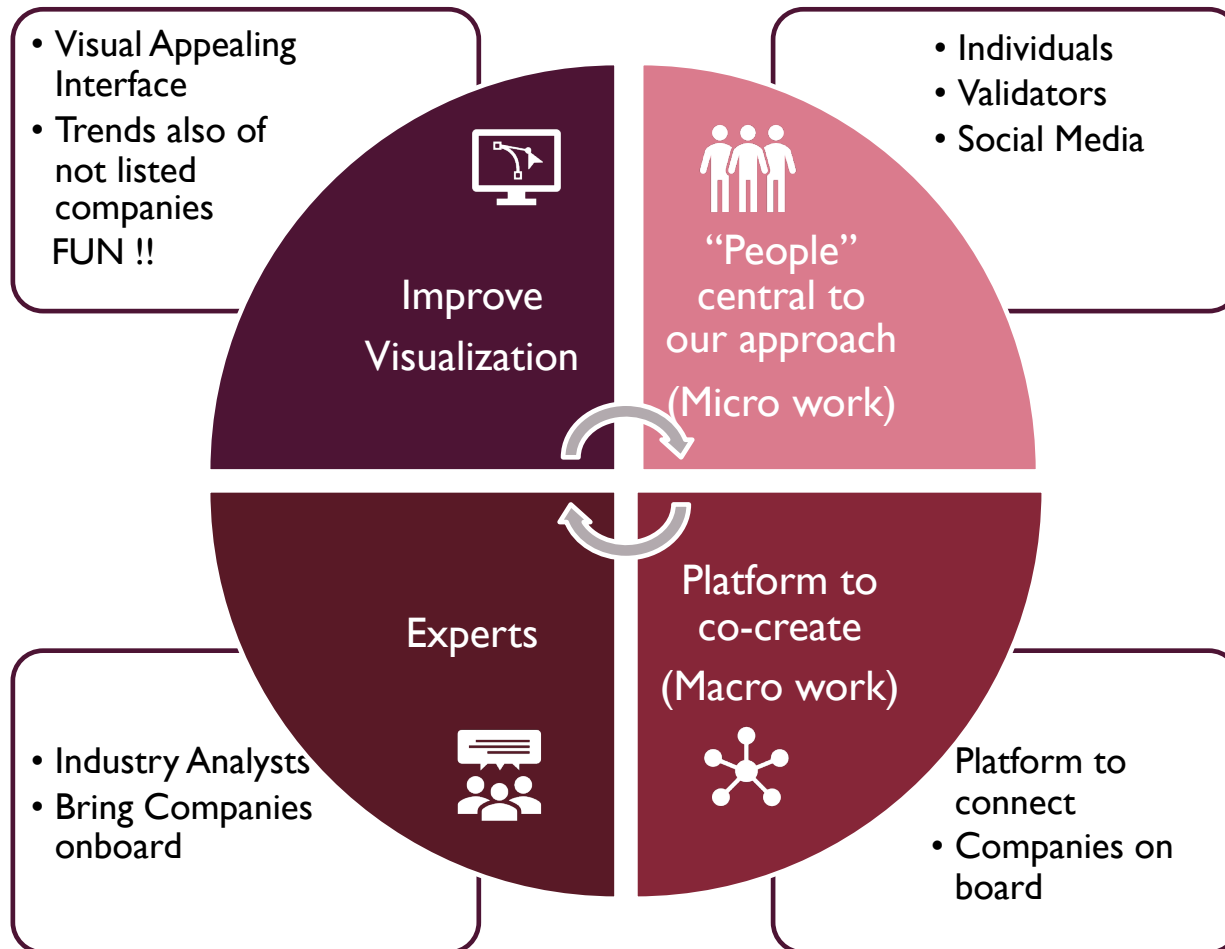 • Visual Appealing
Interface
• Trends also of
not listed
companies
FUN !!
• Individuals
• Validators
• Social Media
Improve
Visualization
“People”
central to
our approach
(Micro work)
Experts
Platform to
co-create
(Macro work)
• Industry Analysts
• Bring Companies
onboard
Platform to
connect
• Companies on
board